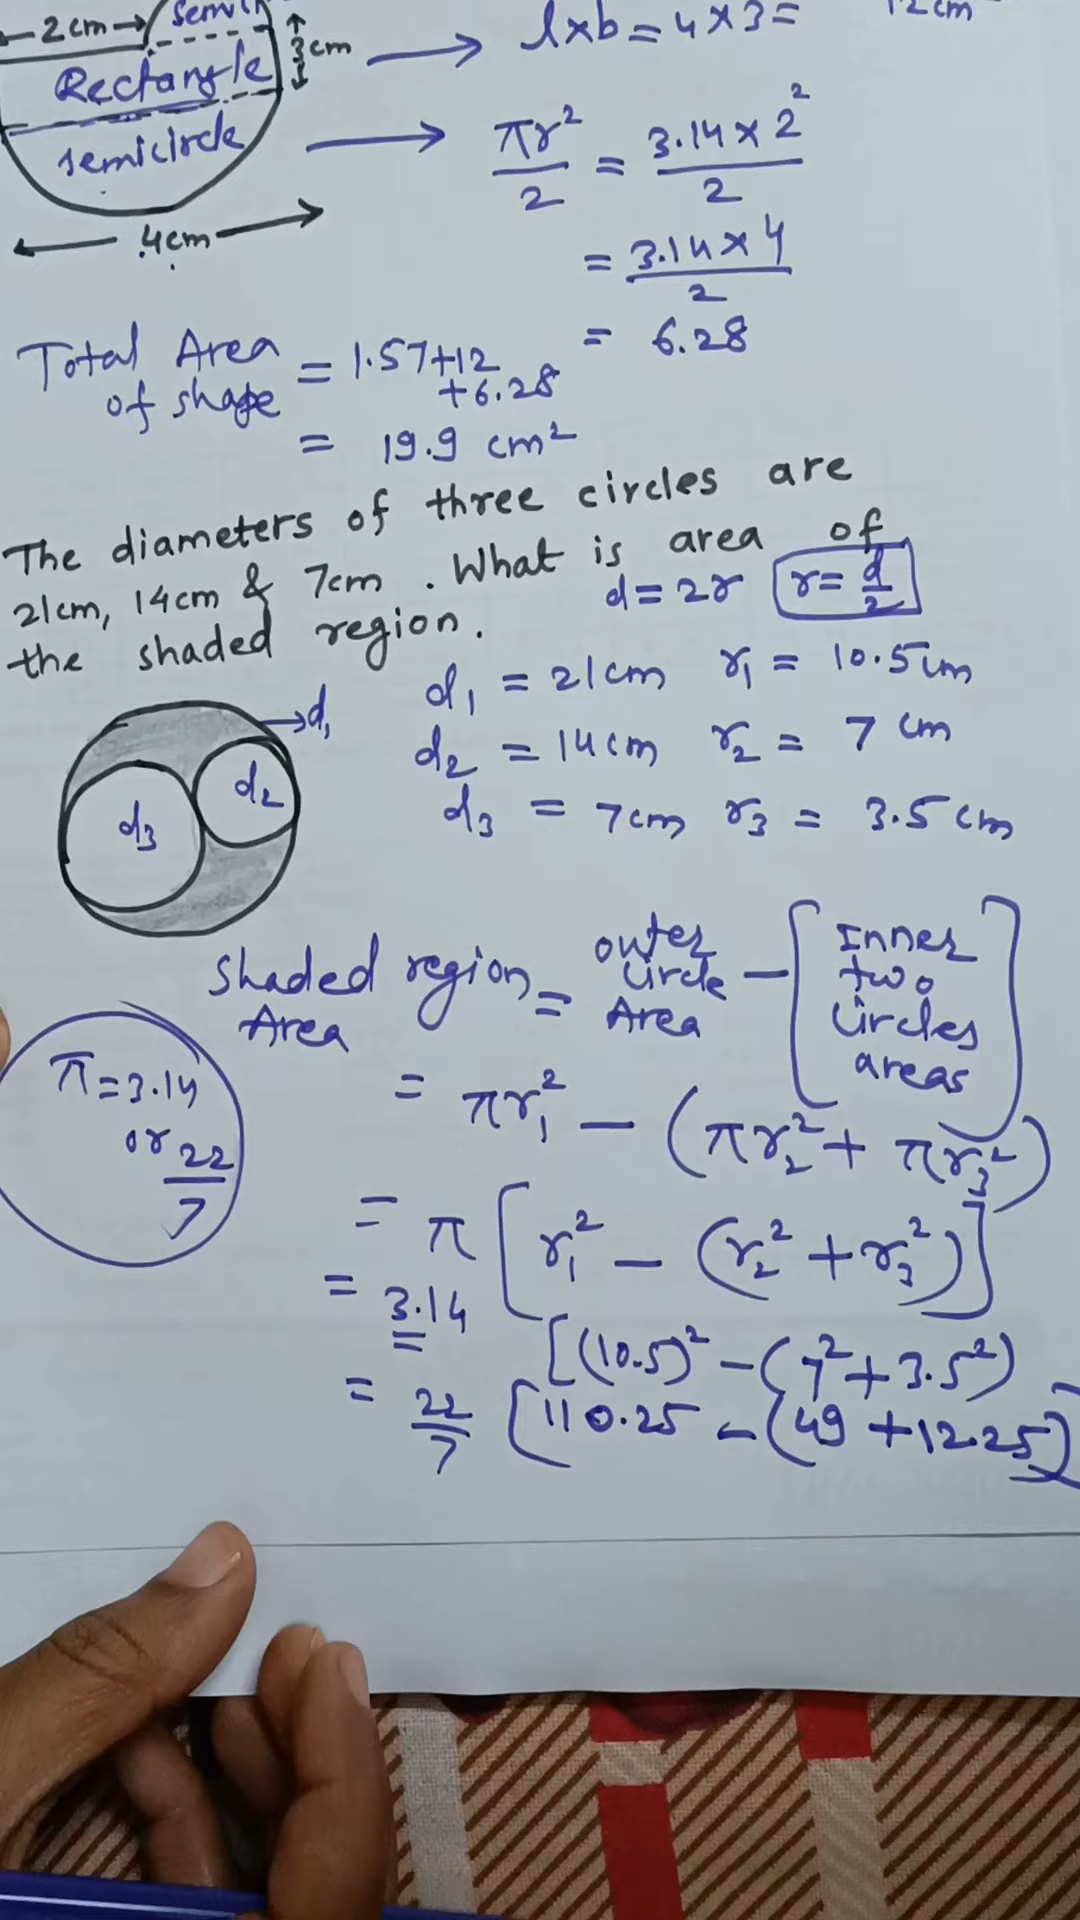 2cm
semi
l×b = 4×3 = 12cm
Rectangle
3cm
semicircle
πr²/2 = 3.14×2²/2
4cm
= 3.14×4/2
= 6.28
Total Area of shape = 1.57+12+6.28
= 19.9 cm²
The diameters of three circles are
21cm, 14cm & 7cm. What is area of
the shaded region.
d=2r r=d/2
d₁ = 21cm r₁ = 10.5cm
d₂ = 14cm r₂ = 7 cm
d₃ = 7cm r₃ = 3.5cm
d₁
d₂
d₃
Shaded region Area = outer circle Area − [Inner two circles areas]
π=3.14
or 22/7
= πr₁² − (πr₂² + πr₃²)
= π [r₁² − (r₂² + r₃²)]
= 3.14 [(10.5)² − (7²+3.5²)
= 22/7 [110.25 − (49+12.25)]